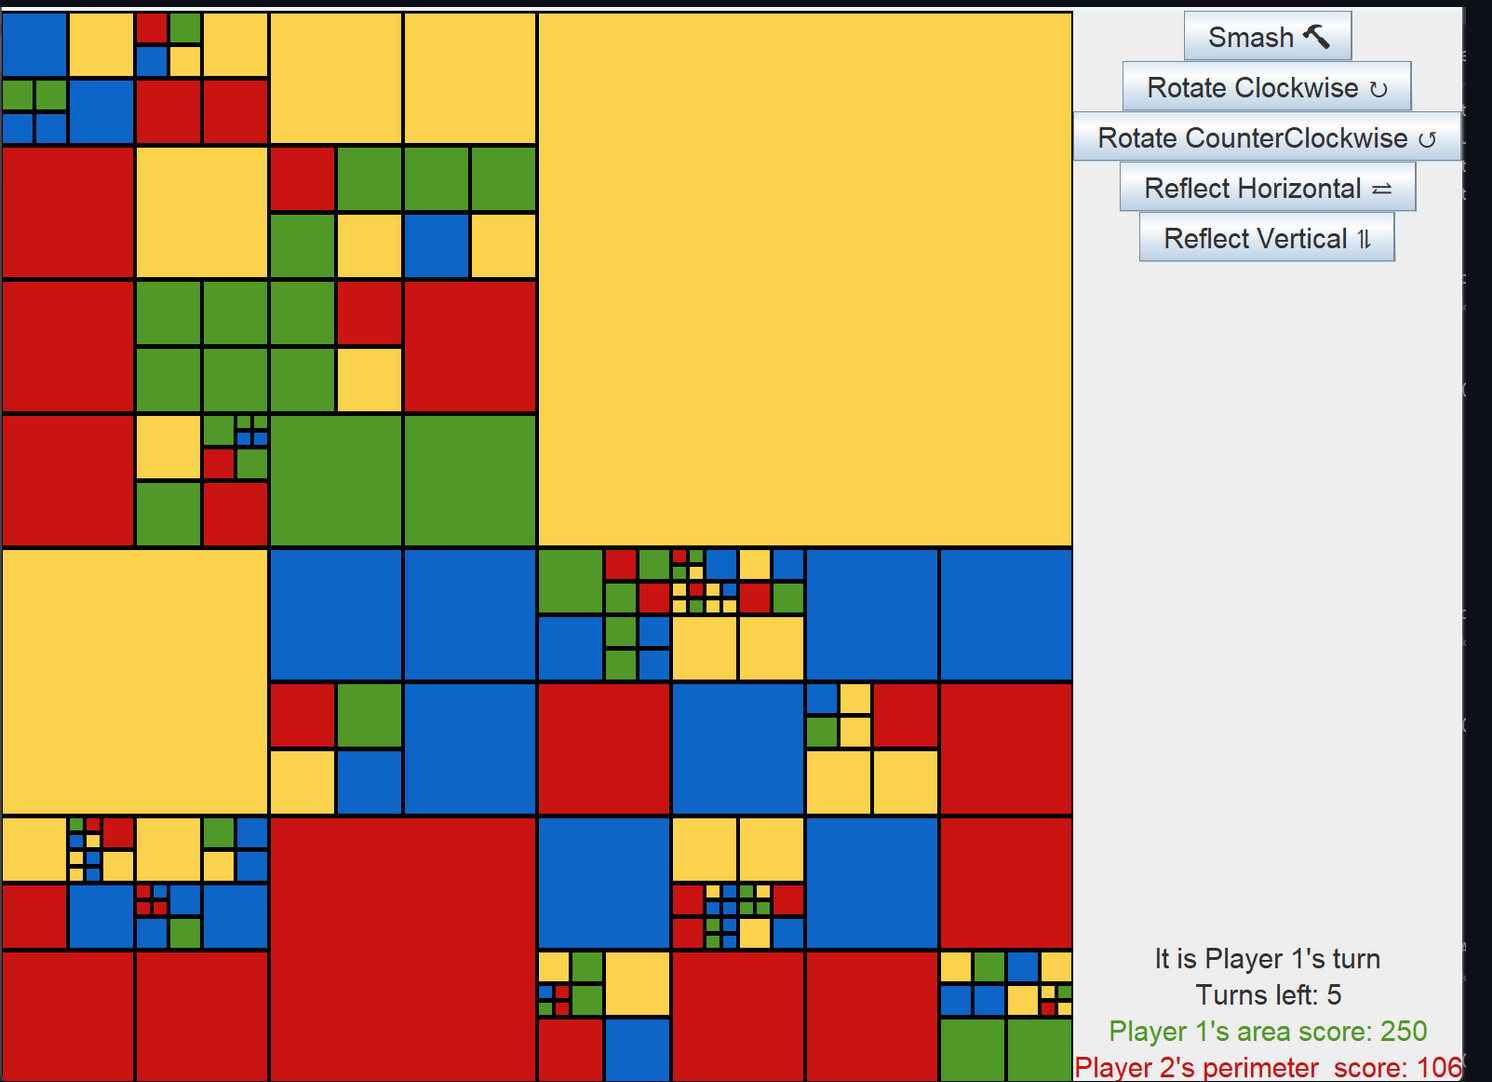 Smash 🔨
Rotate Clockwise ↻
Rotate CounterClockwise ↺
Reflect Horizontal ⇌
Reflect Vertical ⥮
It is Player 1's turn
Turns left: 5
Player 1's area score: 250
Player 2's perimeter  score: 106